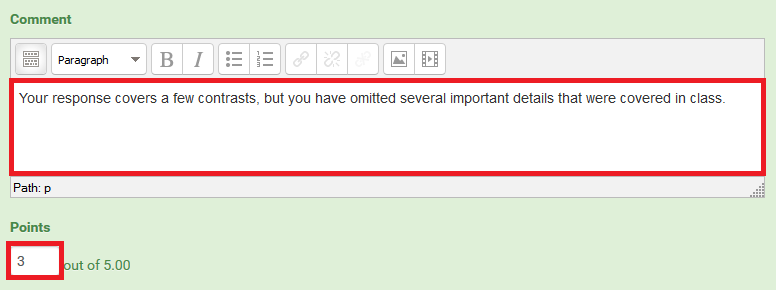 Comment
Paragraph B I
Your response covers a few contrasts, but you have omitted several important details that were covered in class.
Path: p
Points
3 out of 5.00